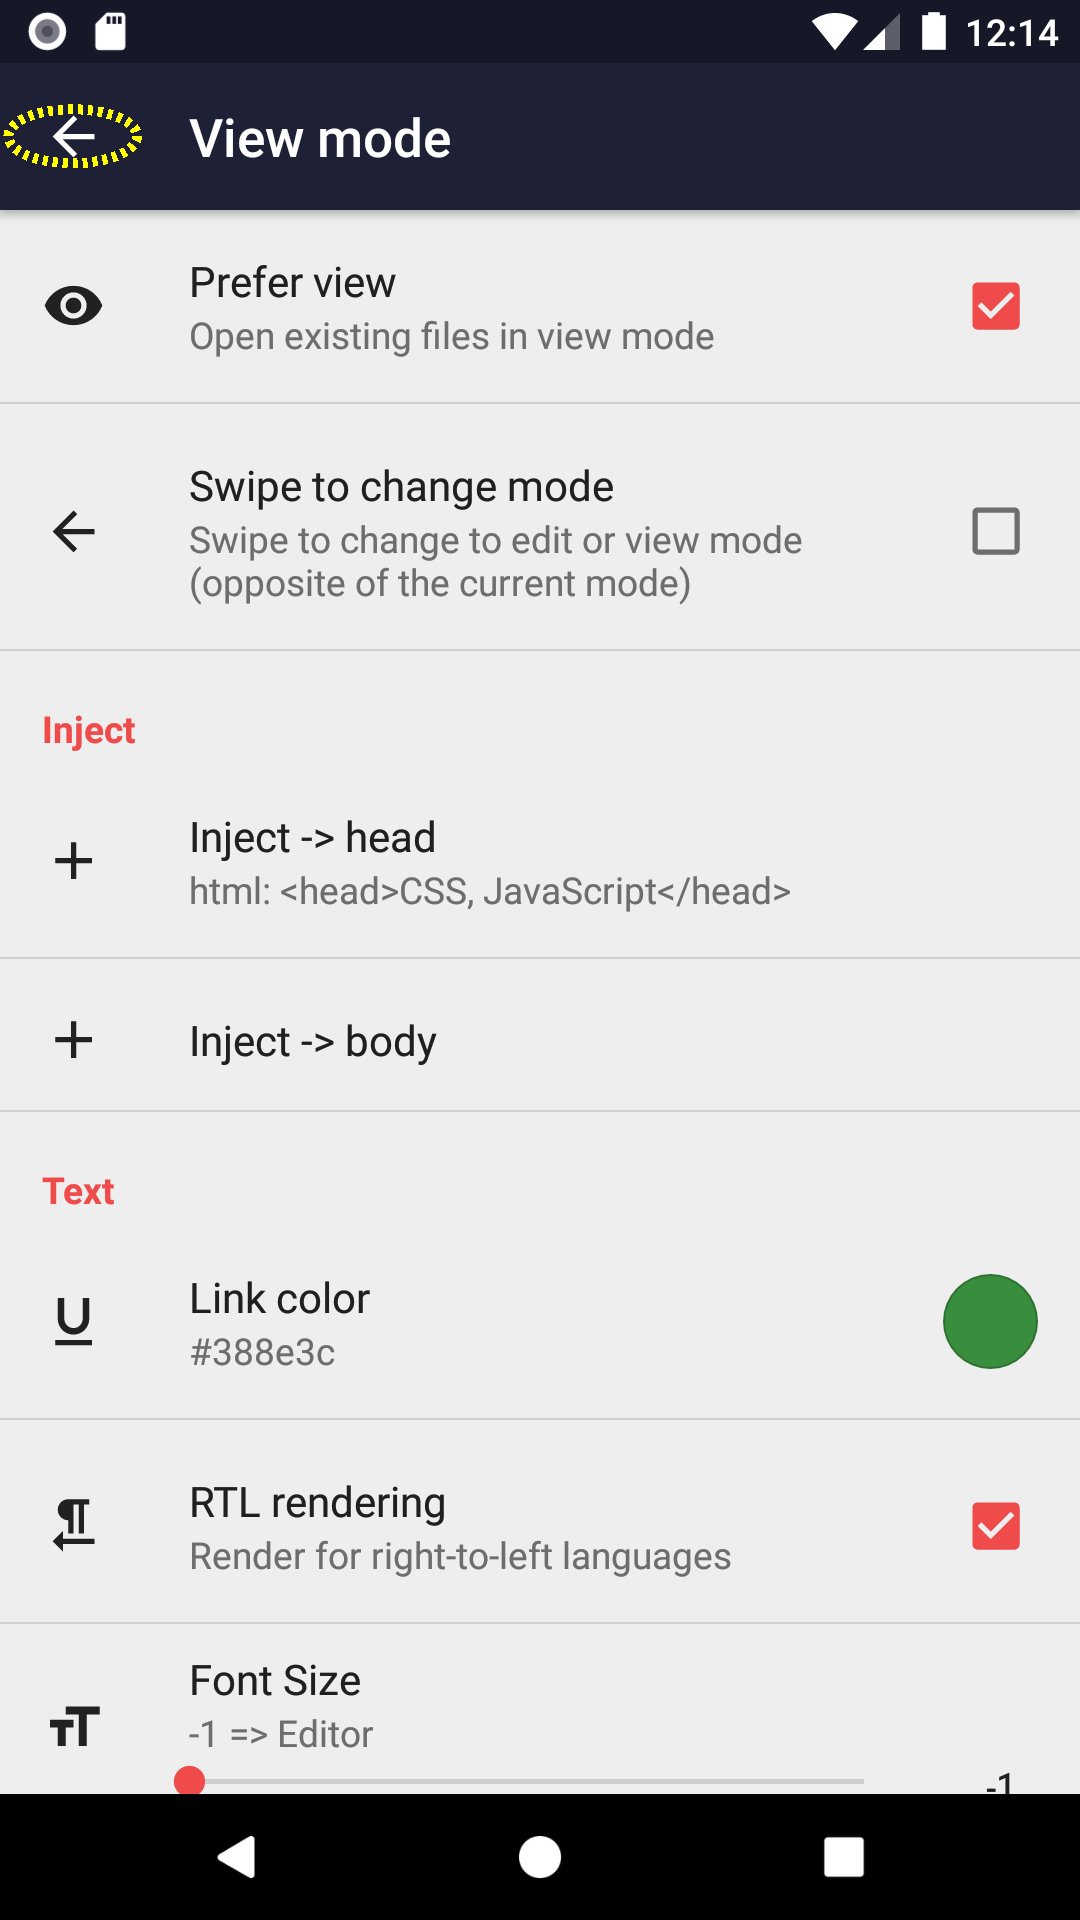 12:14
View mode
Prefer view
Open existing files in view mode
Swipe to change mode
Swipe to change to edit or view mode
(opposite of the current mode)
Inject
Inject -> head
html: <head>CSS, JavaScript</head>
Inject -> body
Text
Link color
#388e3c
RTL rendering
Render for right-to-left languages
Font Size
-1 => Editor
-1